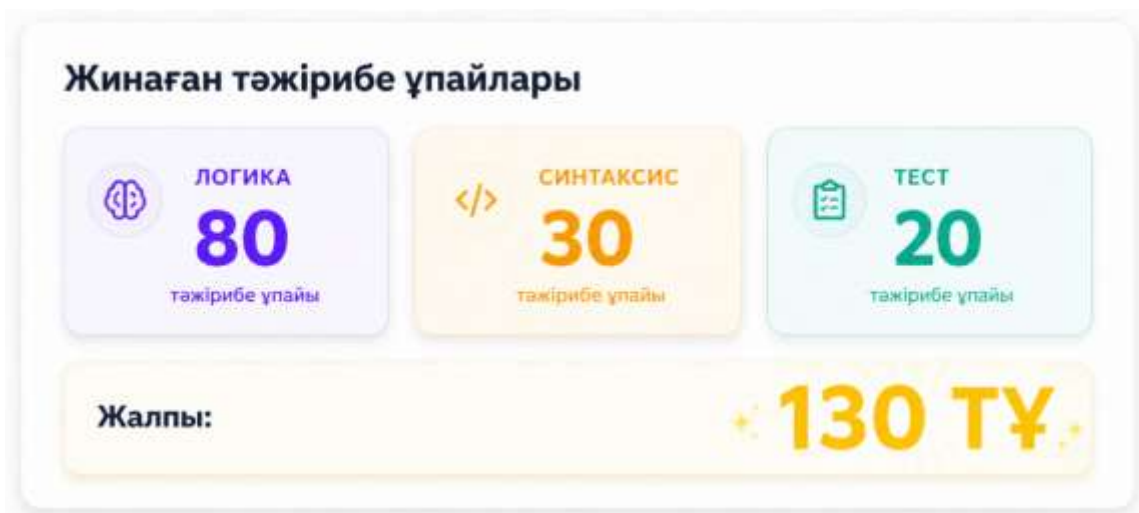 Жинаған тәжірибе ұпайлары
ЛОГИКА
80
тәжірибе ұпайы
</>
СИНТАКСИС
30
тәжірибе ұпайы
ТЕСТ
20
тәжірибе ұпайы
Жалпы:
130 ТҰ